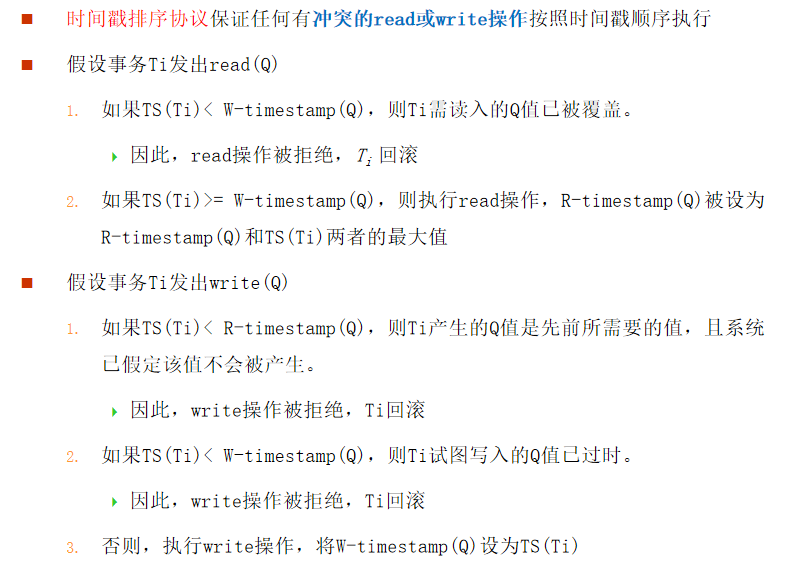 时间戳排序协议保证任何有冲突的read或write操作按照时间戳顺序执行
假设事务Ti发出read(Q)
1. 如果TS(Ti)< W-timestamp(Q)，则Ti需读入的Q值已被覆盖。
因此，read操作被拒绝，Ti 回滚
2. 如果TS(Ti)>= W-timestamp(Q)，则执行read操作，R-timestamp(Q)被设为
R-timestamp(Q)和TS(Ti)两者的最大值
假设事务Ti发出write(Q)
1. 如果TS(Ti)< R-timestamp(Q)，则Ti产生的Q值是先前所需要的值，且系统
已假定该值不会被产生。
因此，write操作被拒绝，Ti回滚
2. 如果TS(Ti)< W-timestamp(Q)，则Ti试图写入的Q值已过时。
因此，write操作被拒绝，Ti回滚
3. 否则，执行write操作，将W-timestamp(Q)设为TS(Ti)